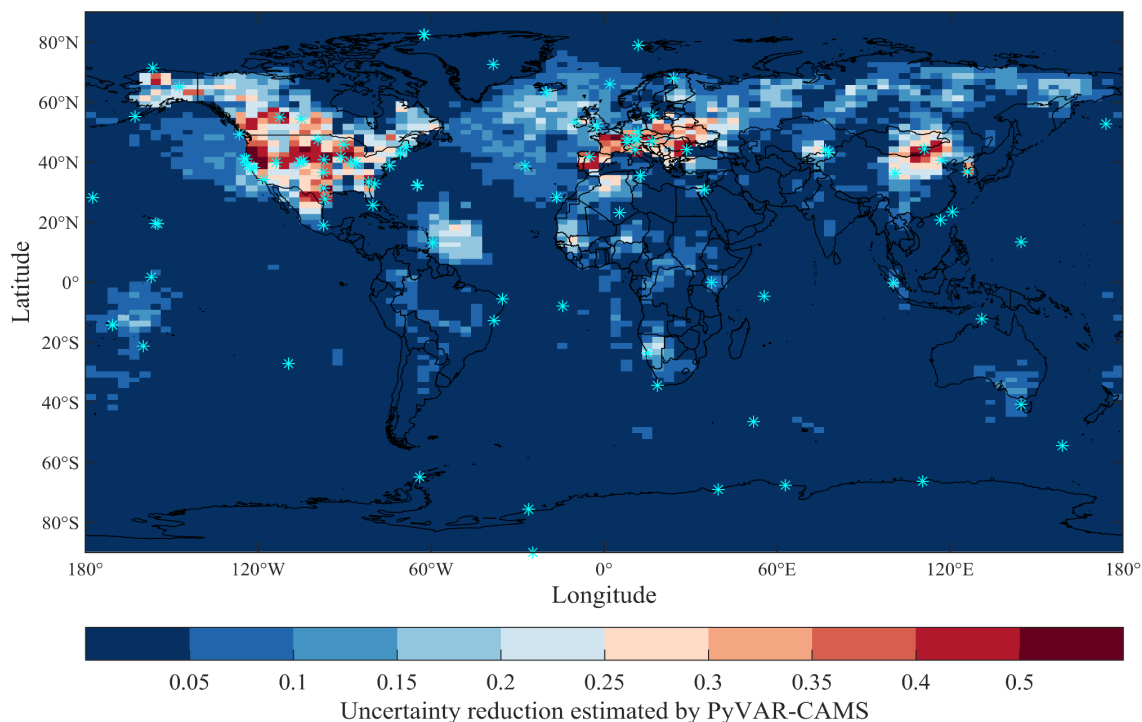 80°N
60°N
40°N
20°N
0°
20°S
40°S
60°S
80°S
Latitude
180° 120°W 60°W 0° 60°E 120°E 180°
Longitude
0.05 0.1 0.15 0.2 0.25 0.3 0.35 0.4 0.5
Uncertainty reduction estimated by PyVAR-CAMS